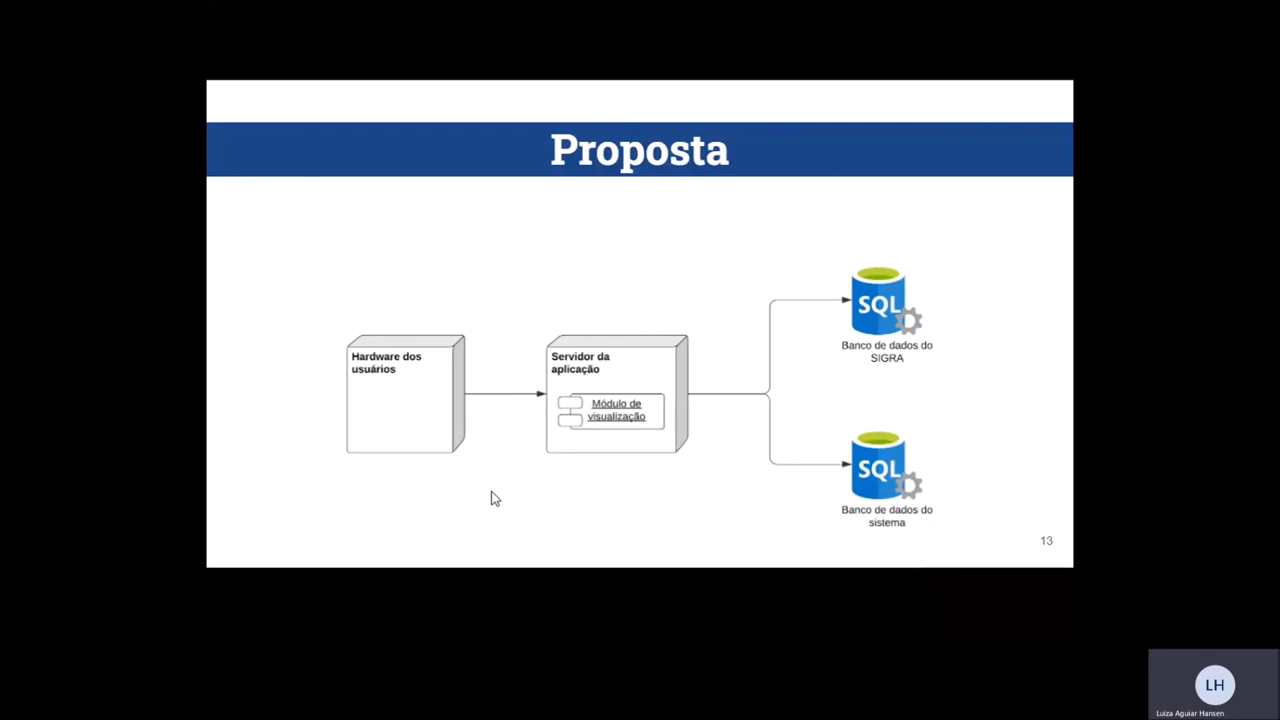 Proposta
Hardware dos
usuários
Servidor da
aplicação
Módulo de
visualização
SQL
Banco de dados do
SIGRA
SQL
Banco de dados do
sistema
13
LH
Luiza Aguiar Hansen